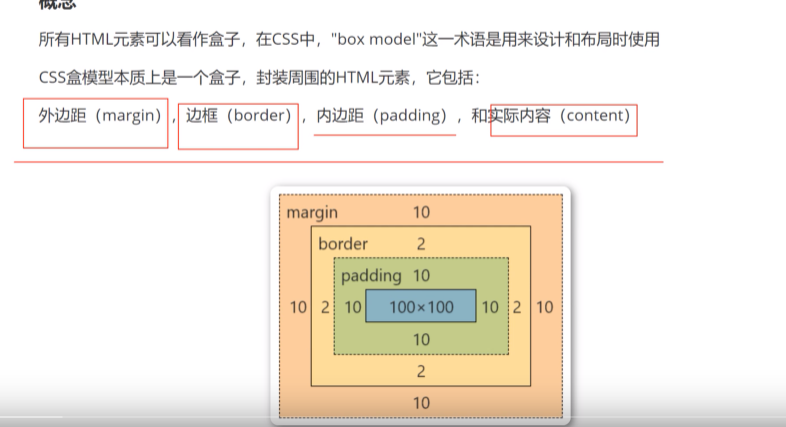 概念
所有HTML元素可以看作盒子，在CSS中，"box model"这一术语是用来设计和布局时使用
CSS盒模型本质上是一个盒子，封装周围的HTML元素，它包括：
外边距（margin），边框（border），内边距（padding），和实际内容（content）
margin 10
border 2
padding 10
10 2 10 100×100 10 2 10
10
2
10